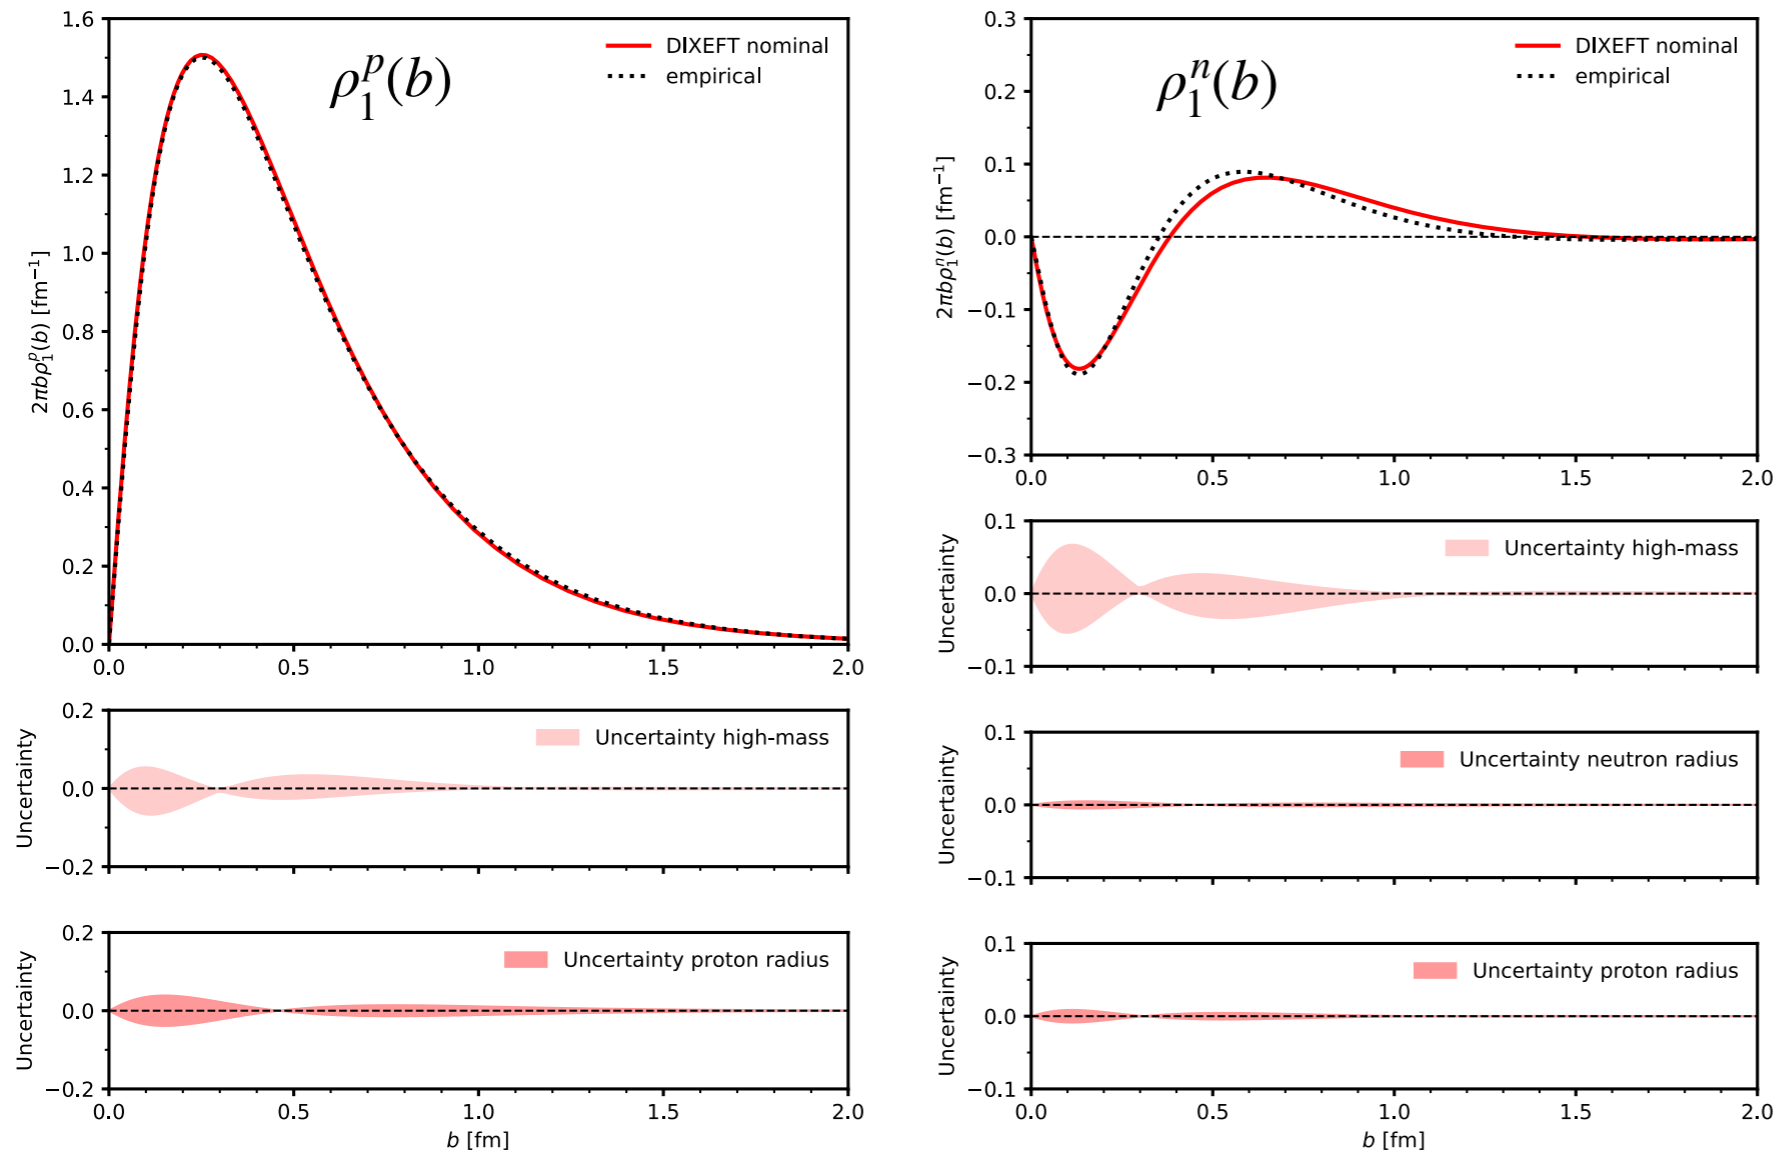 1.6
1.4
1.2
1.0
0.8
0.6
0.4
0.2
0.0
2πbρ₁ᵖ(b) [fm⁻¹]
ρ₁ᵖ(b)
DIXEFT nominal
empirical
0.0 0.5 1.0 1.5 2.0
0.2
0.0
−0.2
Uncertainty
Uncertainty high-mass
0.2
0.0
−0.2
Uncertainty
Uncertainty proton radius
0.0 0.5 1.0 1.5 2.0
b [fm]
0.3
0.2
0.1
0.0
−0.1
−0.2
−0.3
2πbρ₁ⁿ(b) [fm⁻¹]
ρ₁ⁿ(b)
DIXEFT nominal
empirical
0.0 0.5 1.0 1.5 2.0
0.1
0.0
−0.1
Uncertainty
Uncertainty high-mass
0.1
0.0
−0.1
Uncertainty
Uncertainty neutron radius
0.1
0.0
−0.1
Uncertainty
Uncertainty proton radius
0.0 0.5 1.0 1.5 2.0
b [fm]